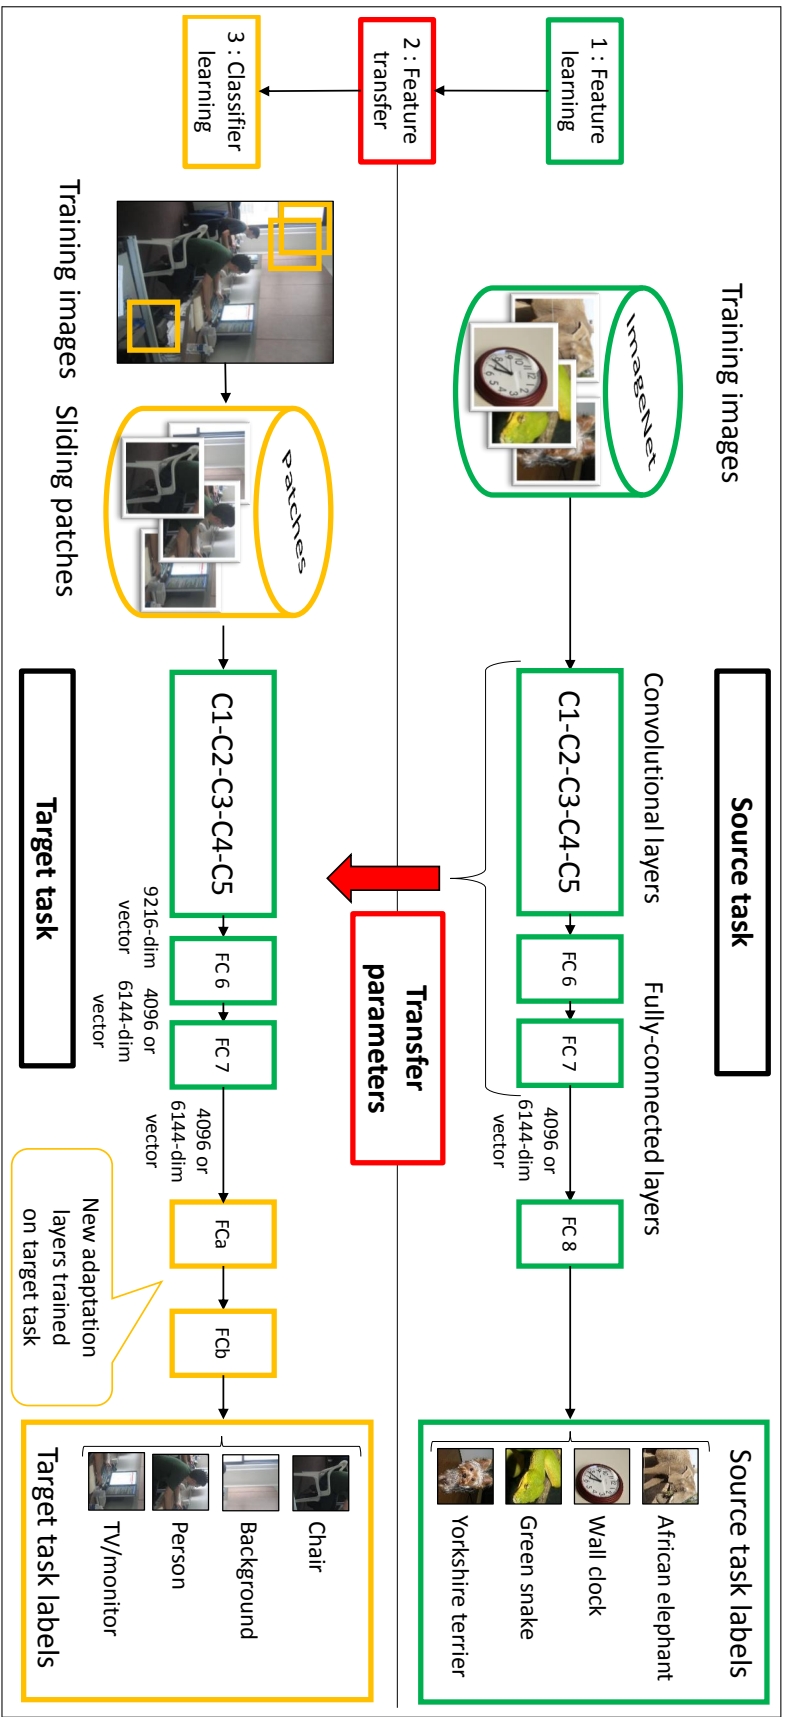 1 : Feature
learning
2 : Feature
transfer
3 : Classifier
learning
Training images
Source task
ImageNet
Convolutional layers
Fully-connected layers
C1-C2-C3-C4-C5
FC 6
FC 7
4096 or
6144-dim
vector
FC 8
Source task labels
African elephant
Wall clock
Green snake
Yorkshire terrier
Transfer
parameters
Training images
Sliding patches
Patches
C1-C2-C3-C4-C5
FC 6
FC 7
FCa
FCb
9216-dim
vector
4096 or
6144-dim
vector
4096 or
6144-dim
vector
Target task
New adaptation
layers trained
on target task
Chair
Background
Person
TV/monitor
Target task labels